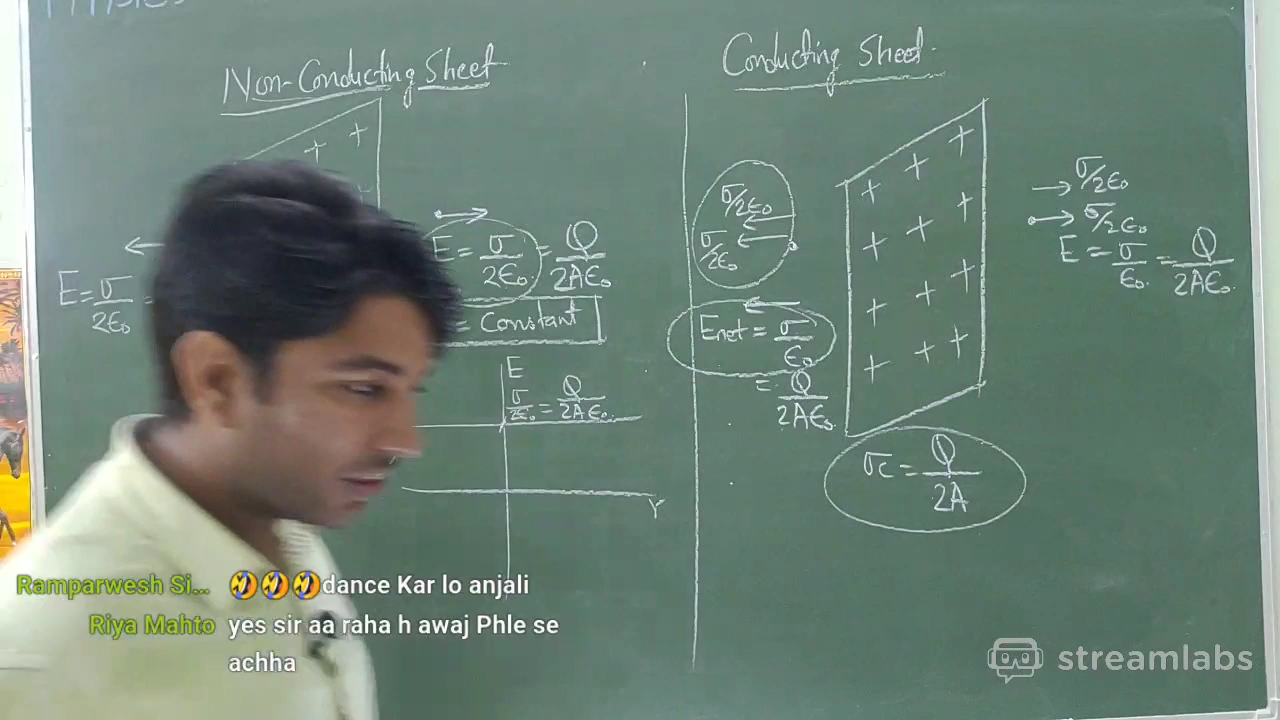 PHYSICS
Non-Conducting Sheet
E = σ/2ε₀ =
E = σ/2ε₀ = Q/2Aε₀
= Constant
E
σ/2ε₀ = Q/2Aε₀
r
Conducting Sheet
σ/2ε₀
σ/2ε₀
Enet = σ/ε₀
= Q/2Aε₀
→ σ/2ε₀
→ σ/2ε₀
E = σ/ε₀ = Q/2Aε₀
σc = Q/2A
Ramparwesh Si... 🤣🤣🤣dance Kar lo anjali
Riya Mahto yes sir aa raha h awaj Phle se
achha
streamlabs